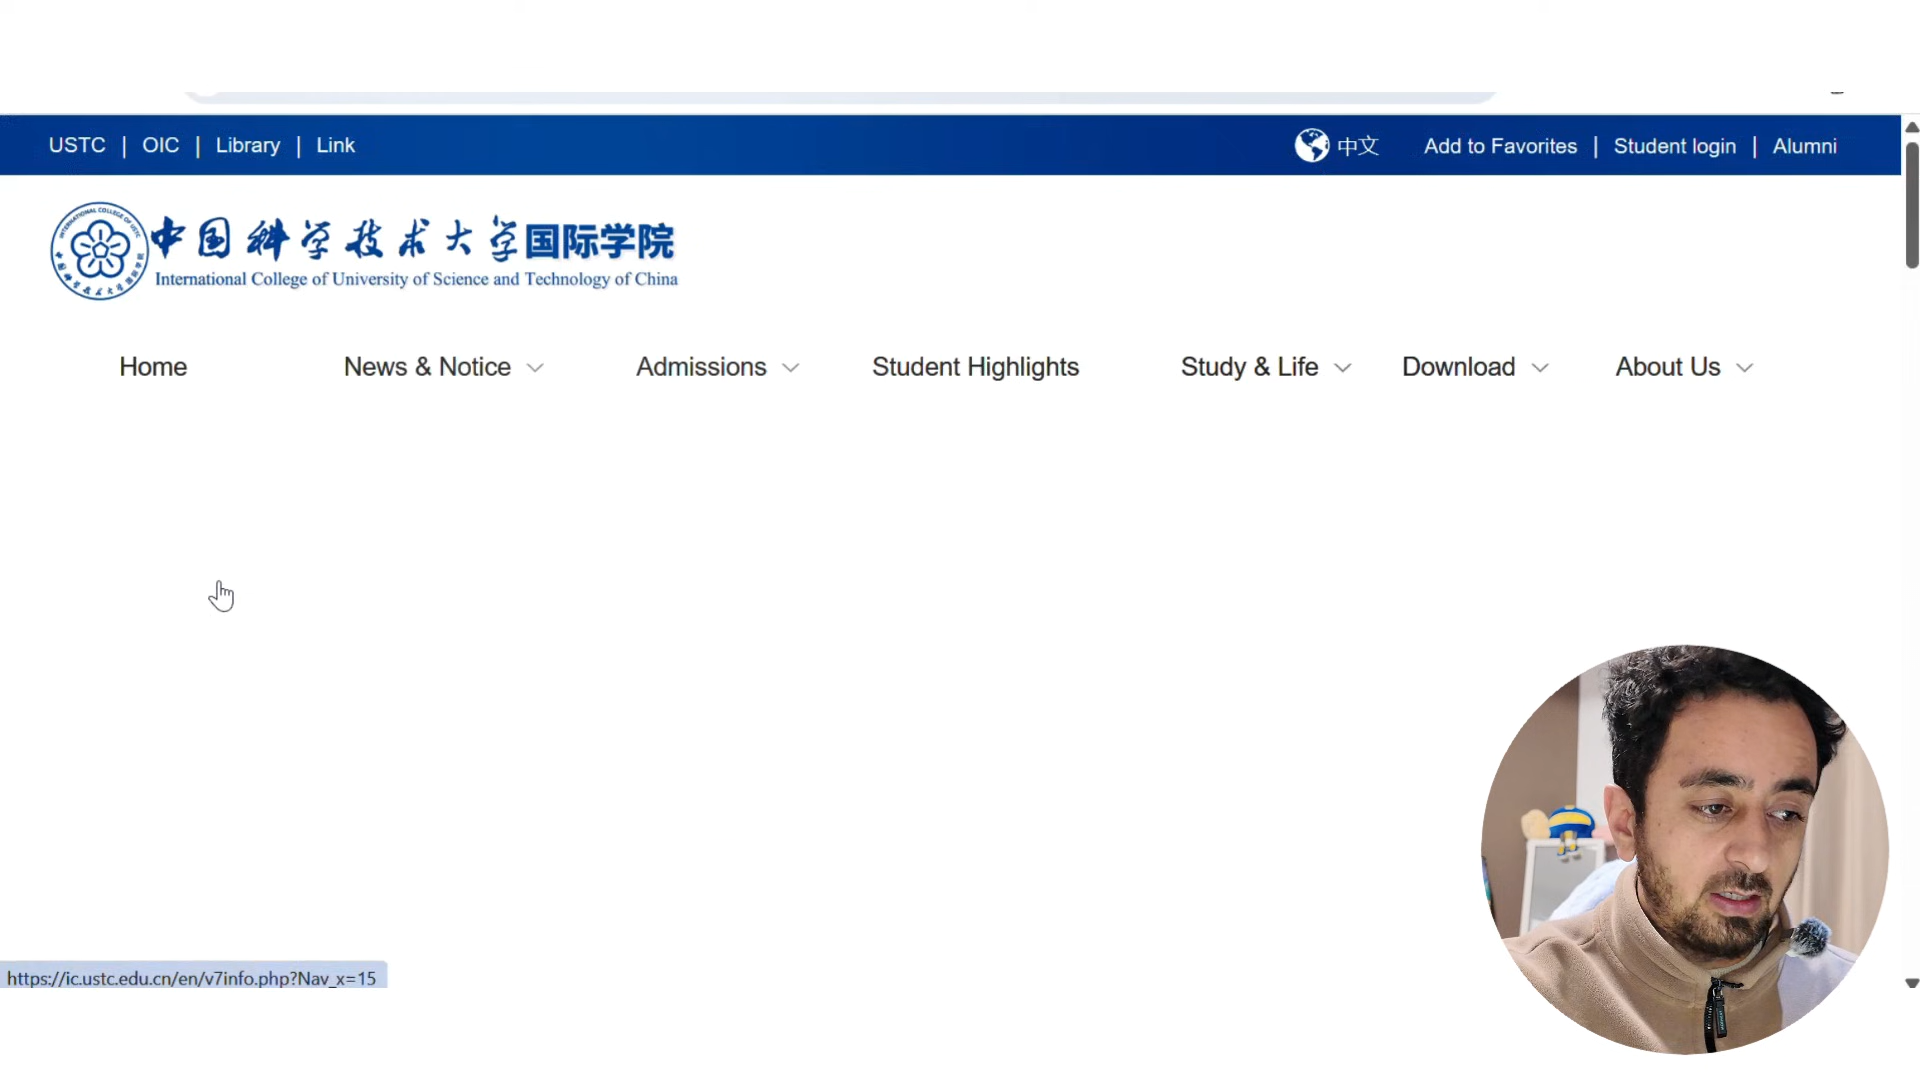 USTC | OIC | Library | Link
中文 Add to Favorites | Student login | Alumni
中国科学技术大学国际学院
International College of University of Science and Technology of China
Home News & Notice Admissions Student Highlights Study & Life Download About Us
https://ic.ustc.edu.cn/en/v7info.php?Nav_x=15